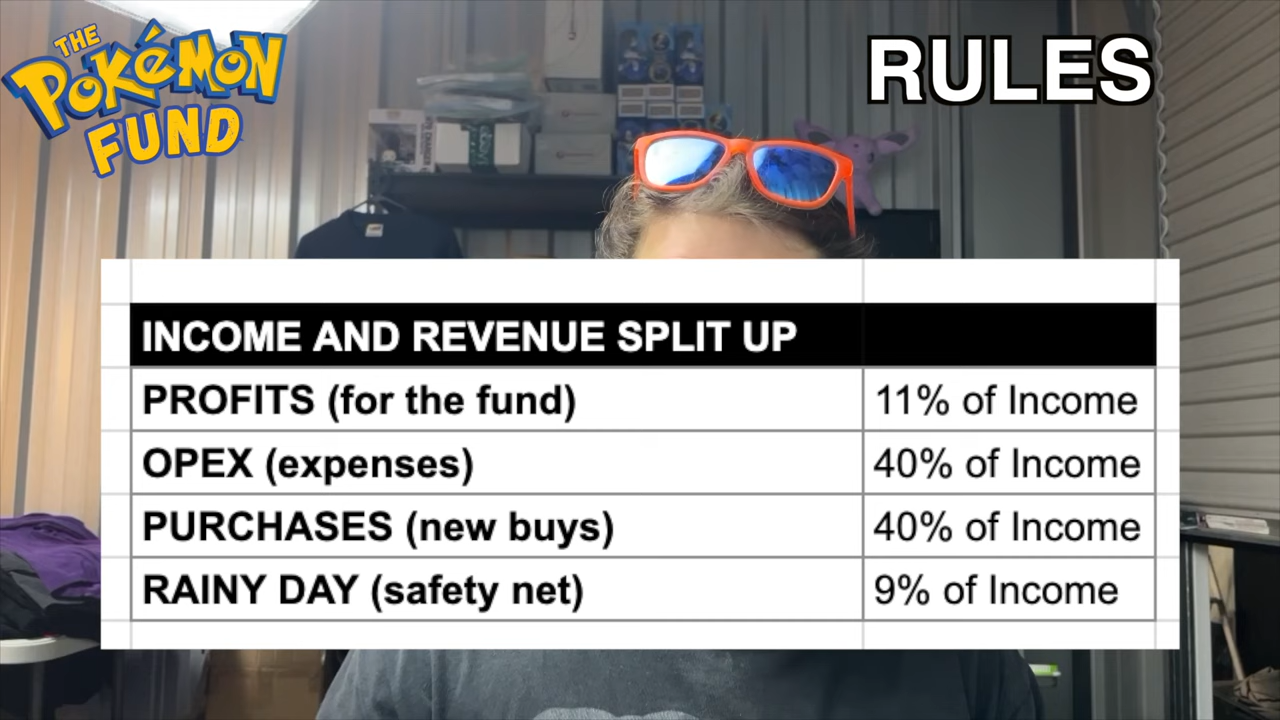 THE
POKÉMON
FUND
RULES
INCOME AND REVENUE SPLIT UP
PROFITS (for the fund) 11% of Income
OPEX (expenses) 40% of Income
PURCHASES (new buys) 40% of Income
RAINY DAY (safety net) 9% of Income